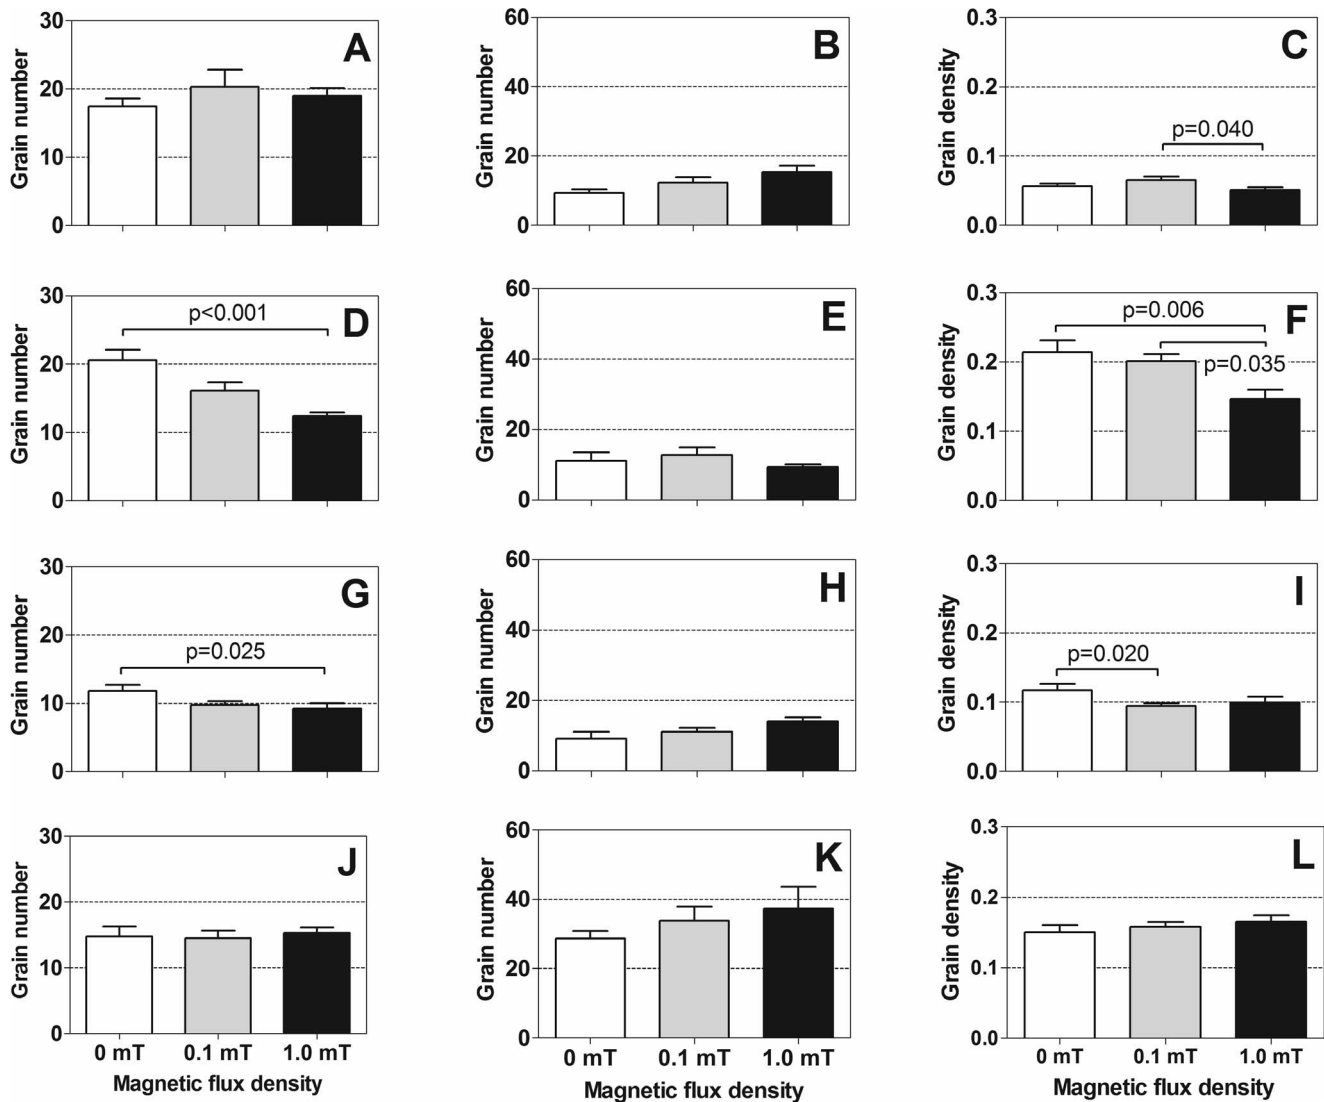 A
Grain number
30
20
10
0
B
Grain number
60
40
20
0
C
Grain density
0.3
0.2
0.1
0.0
p=0.040
D
Grain number
30
20
10
0
p<0.001
E
Grain number
60
40
20
0
F
Grain density
0.3
0.2
0.1
0.0
p=0.006
p=0.035
G
Grain number
30
20
10
0
p=0.025
H
Grain number
60
40
20
0
I
Grain density
0.3
0.2
0.1
0.0
p=0.020
J
Grain number
30
20
10
0
0 mT 0.1 mT 1.0 mT
Magnetic flux density
K
Grain number
60
40
20
0
0 mT 0.1 mT 1.0 mT
Magnetic flux density
L
Grain density
0.3
0.2
0.1
0.0
0 mT 0.1 mT 1.0 mT
Magnetic flux density